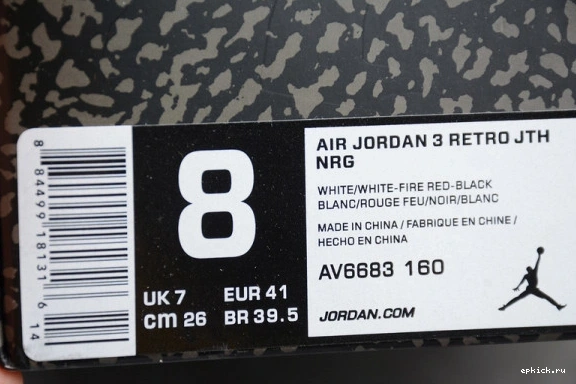 8 84499 18131 6 14
8
UK 7 EUR 41
cm 26 BR 39.5
AIR JORDAN 3 RETRO JTH
NRG
WHITE/WHITE-FIRE RED-BLACK
BLANC/ROUGE FEU/NOIR/BLANC
MADE IN CHINA / FABRIQUE EN CHINE /
HECHO EN CHINA
AV6683 160
JORDAN.COM
epkick.ru